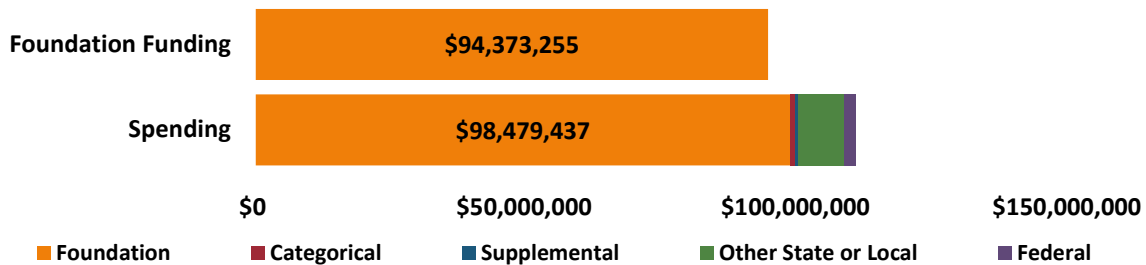 Foundation Funding $94,373,255
Spending $98,479,437
$0 $50,000,000 $100,000,000 $150,000,000
Foundation Categorical Supplemental Other State or Local Federal